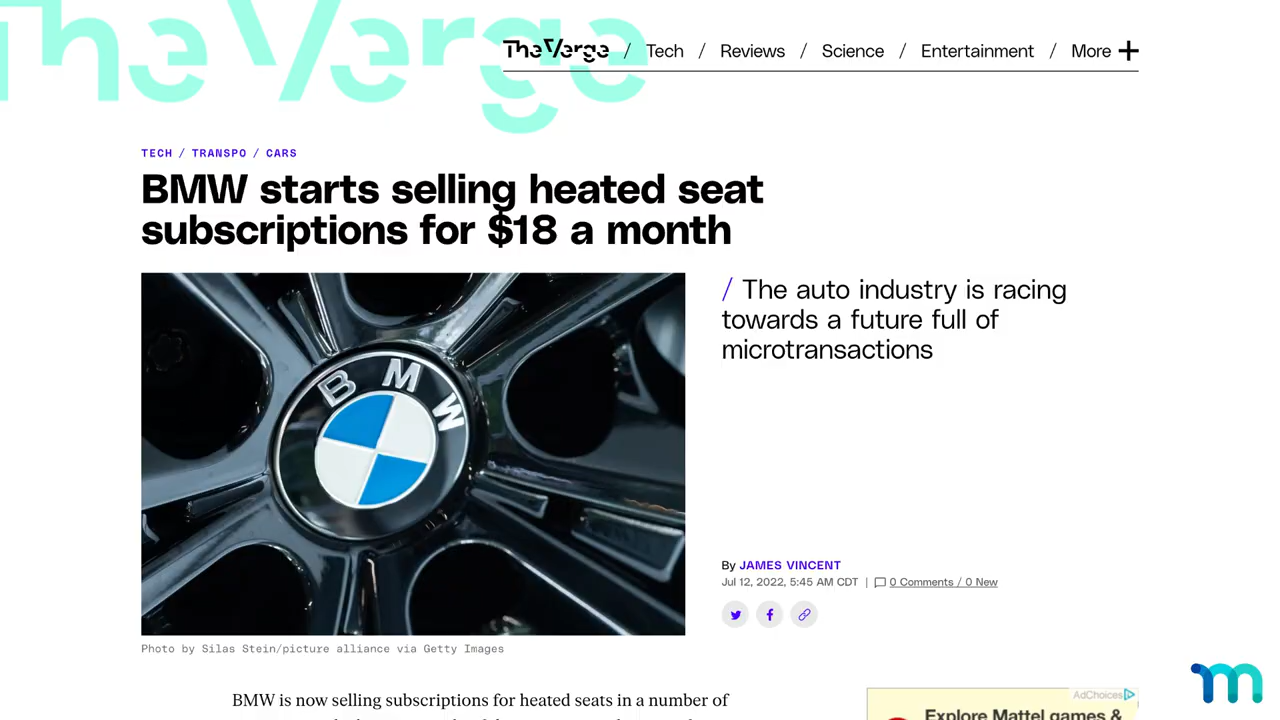 The Verge
The Verge / Tech / Reviews / Science / Entertainment / More +
TECH / TRANSPO / CARS
BMW starts selling heated seat
subscriptions for $18 a month
BMW
/ The auto industry is racing
towards a future full of
microtransactions
By JAMES VINCENT
Jul 12, 2022, 5:45 AM CDT | 0 Comments / 0 New
Photo by Silas Stein/picture alliance via Getty Images
BMW is now selling subscriptions for heated seats in a number of
AdChoices
Explore Mattel games &
m